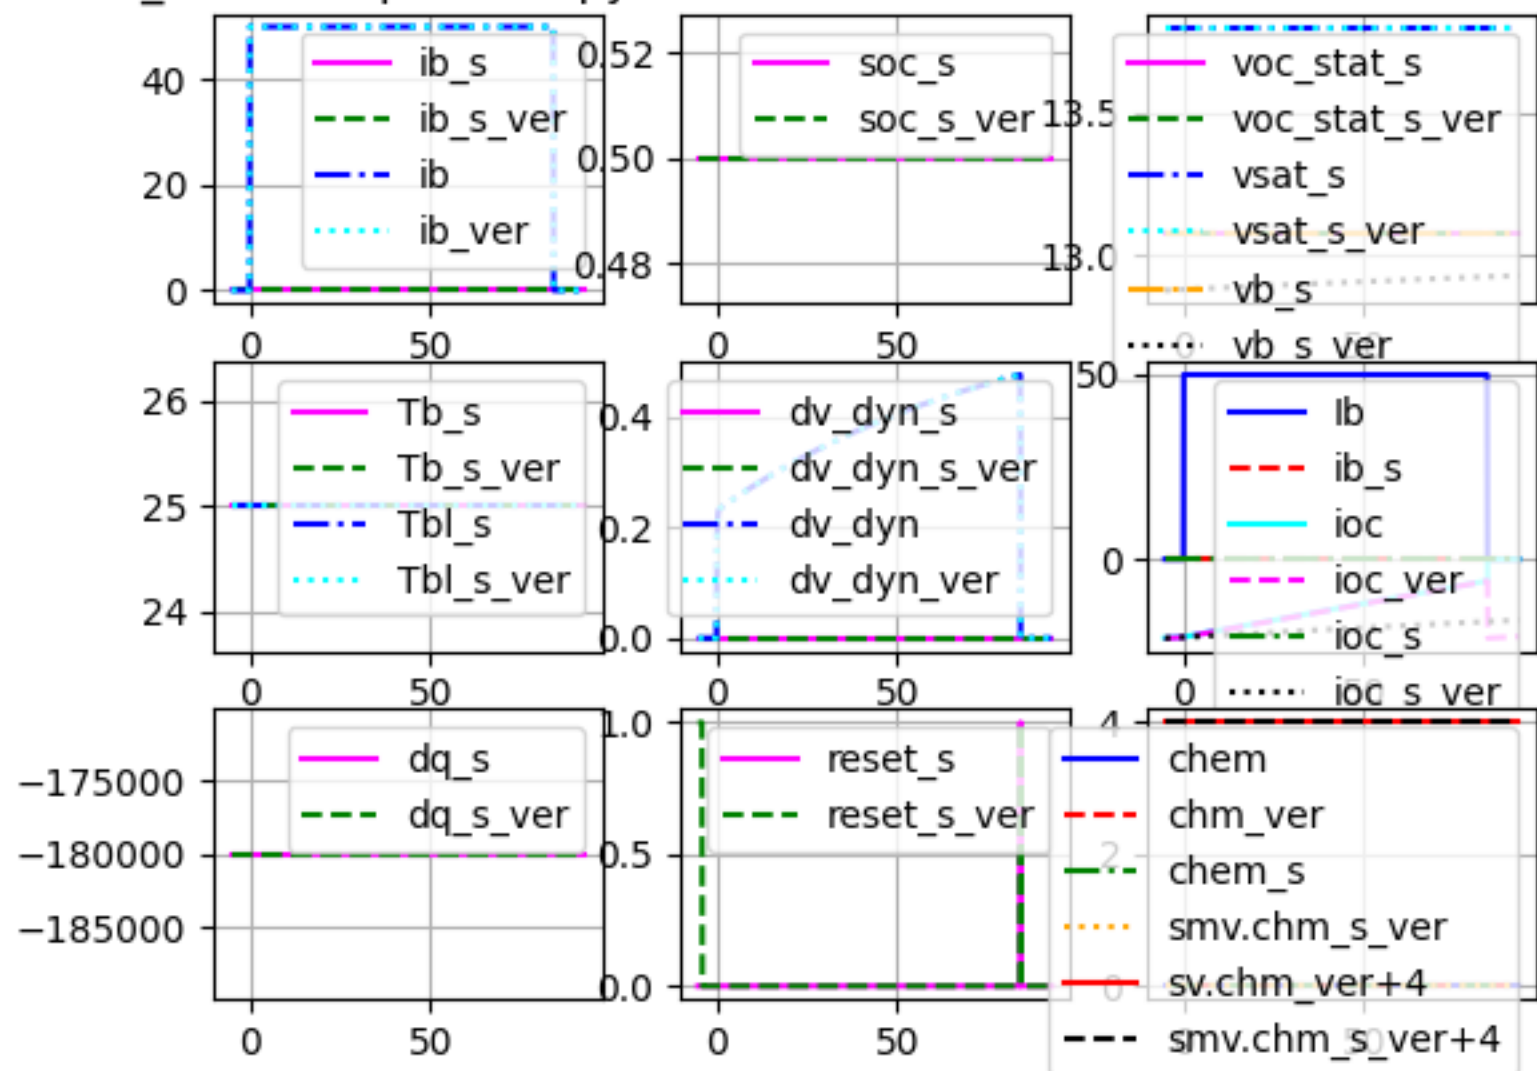 40
20
0
0
50
ib_s
ib_s_ver
ib
ib_ver
0.52
0.50
0.48
0
50
soc_s
soc_s_ver
13.5
13.0
0
50
voc_stat_s
voc_stat_s_ver
vsat_s
vsat_s_ver
vb_s
vb_s_ver
26
25
24
0
50
Tb_s
Tb_s_ver
Tbl_s
Tbl_s_ver
0.4
0.2
0.0
0
50
dv_dyn_s
dv_dyn_s_ver
dv_dyn
dv_dyn_ver
50
0
0
50
Ib
ib_s
ioc
ioc_ver
ioc_s
ioc_s_ver
−175000
−180000
−185000
0
50
dq_s
dq_s_ver
1.0
0.5
0.0
0
50
reset_s
reset_s_ver
4
2
0
0
50
chem
chm_ver
chem_s
smv.chm_s_ver
sv.chm_ver+4
smv.chm_s_ver+4